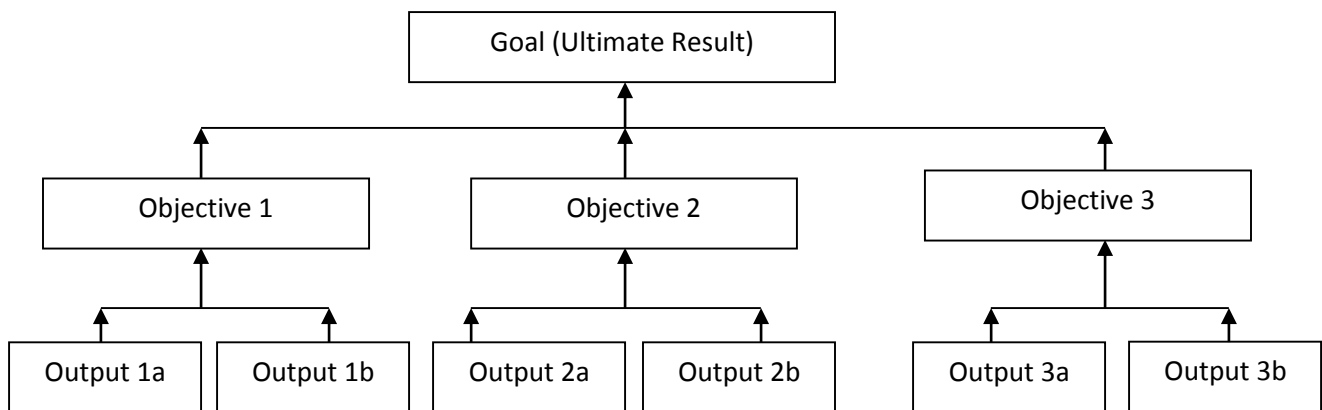 Goal (Ultimate Result)
Objective 1
Objective 2
Objective 3
Output 1a
Output 1b
Output 2a
Output 2b
Output 3a
Output 3b